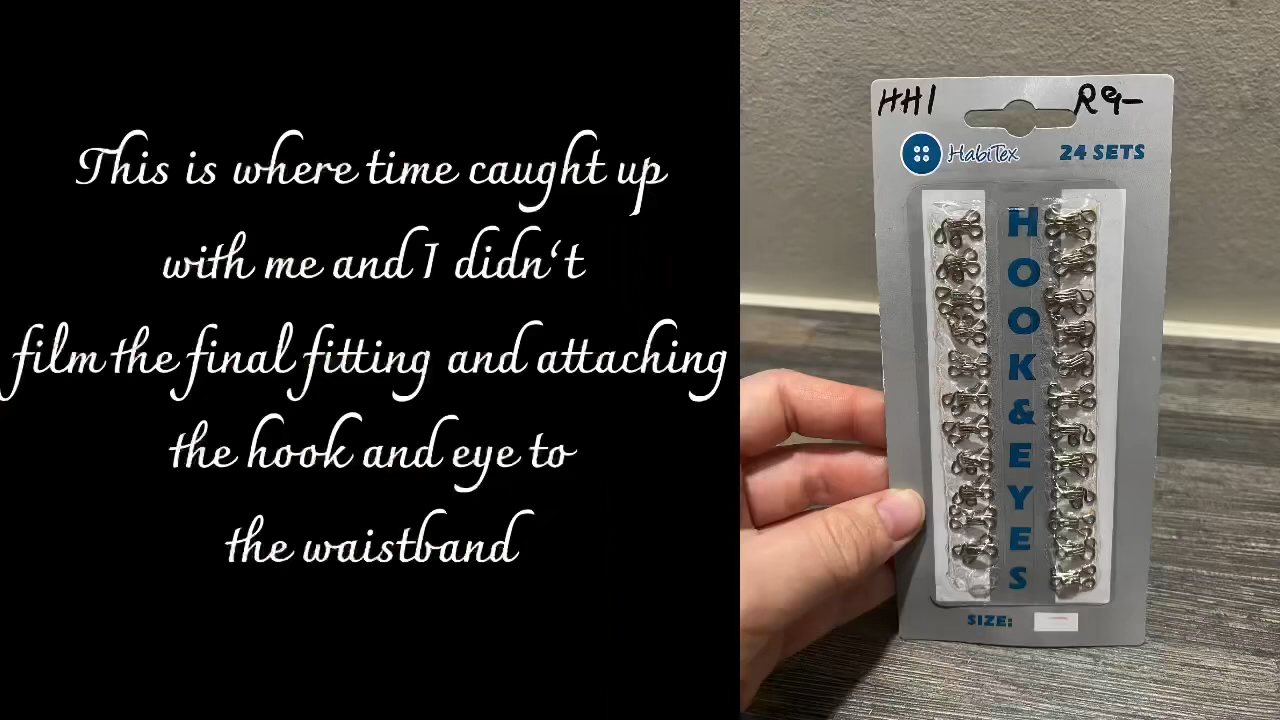 This is where time caught up
with me and I didn't
film the final fitting and attaching
the hook and eye to
the waistband
HH1 R9-
HabiTex 24 SETS
HOOK & EYES
SIZE: